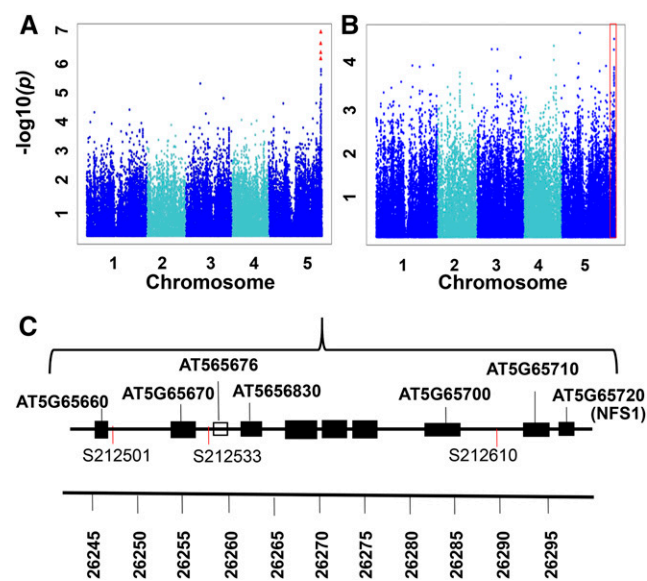 A
B
7
6
5
4
3
2
1
-log10(p)
4
3
2
1
1 2 3 4 5
Chromosome
1 2 3 4 5
Chromosome
C
AT565676
AT5G65710
AT5G65670
AT5656830
AT5G65700
AT5G65720
AT5G65660
(NFS1)
S212501
S212533
S212610
26245
26250
26255
26260
26265
26270
26275
26280
26285
26290
26295